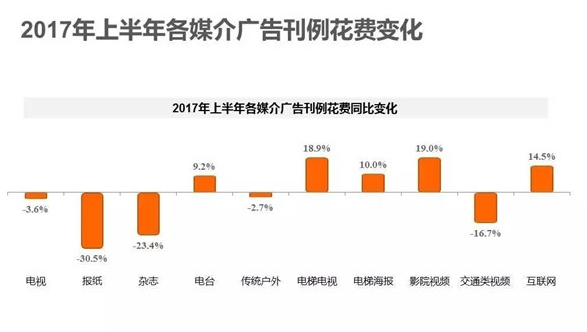 2017年上半年各媒介广告刊例花费变化
2017年上半年各媒介广告刊例花费同比变化
-3.6% -30.5% -23.4% 9.2% -2.7% 18.9% 10.0% 19.0% -16.7% 14.5%
电视 报纸 杂志 电台 传统户外 电梯电视 电梯海报 影院视频 交通类视频 互联网